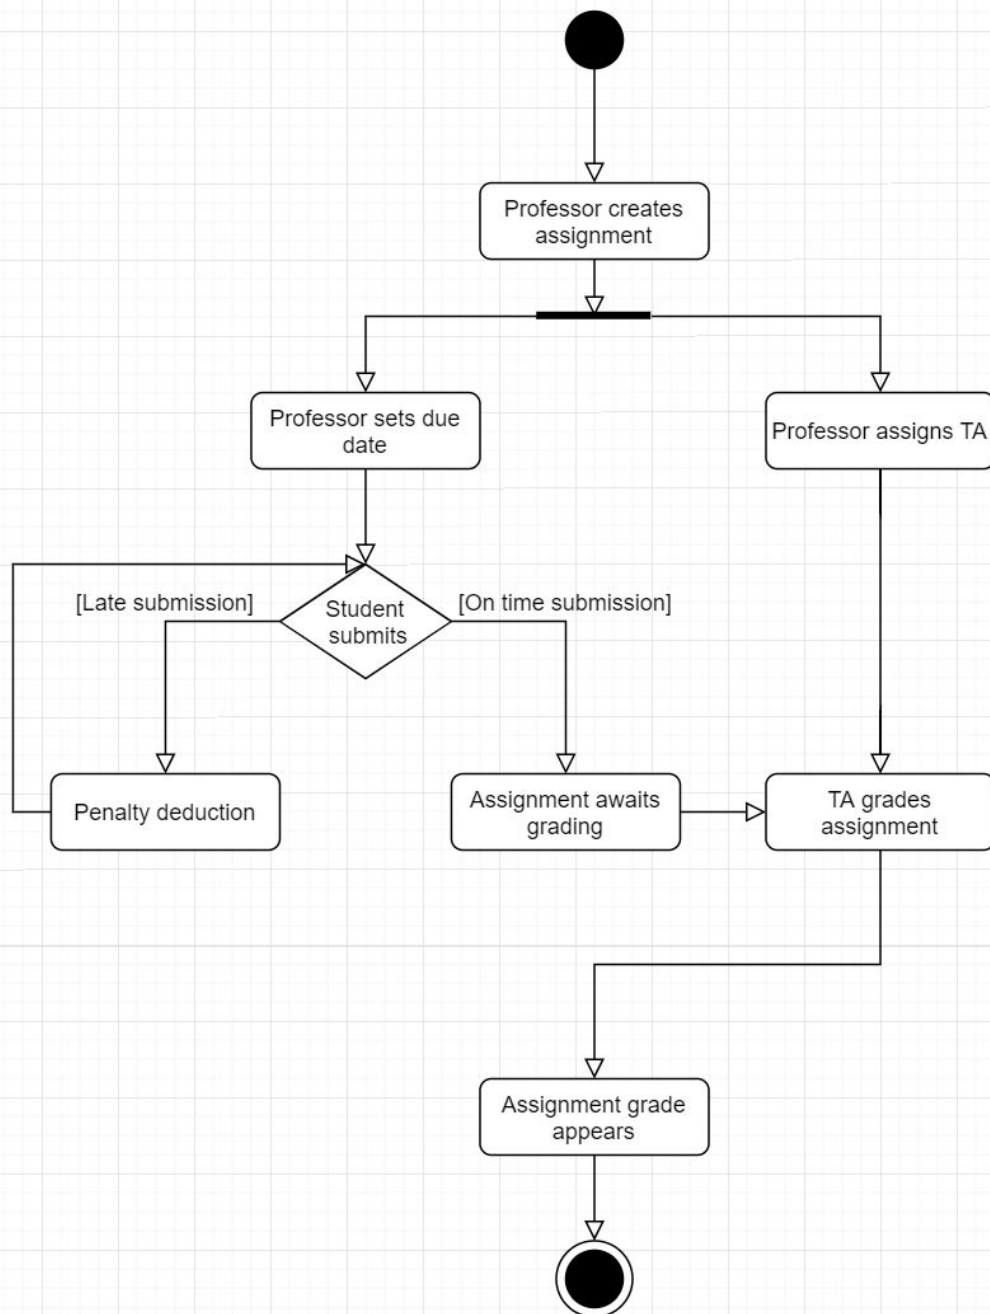 Professor creates
assignment
Professor sets due
date
Professor assigns TA
[Late submission]
Student
submits
[On time submission]
Penalty deduction
Assignment awaits
grading
TA grades
assignment
Assignment grade
appears